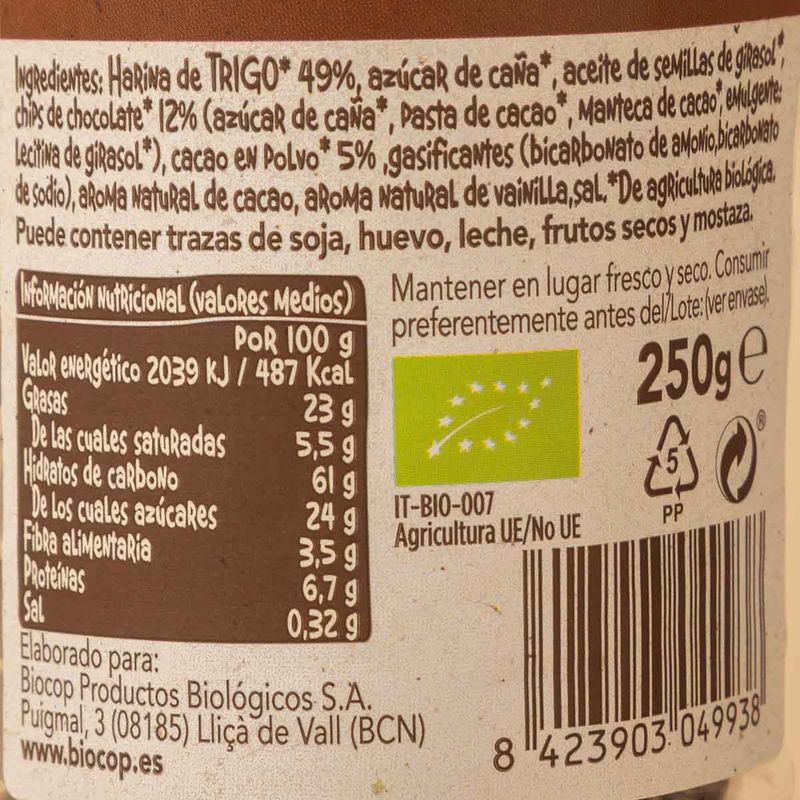 Ingredientes: Harina de TRIGO* 49%, azúcar de caña*, aceite de semillas de girasol*,
chips de chocolate* 12% (azúcar de caña*, pasta de cacao*, manteca de cacao*, emulgente:
lecitina de girasol*), cacao en polvo* 5% ,gasificantes (bicarbonato de amonio,bicarbonato
de sodio), aroma natural de cacao, aroma natural de vainilla,sal.*De agricultura biológica.
Puede contener trazas de soja, huevo, leche, frutos secos y mostaza.
Información nutricional (valores medios)
Por 100 g
Valor energético 2039 KJ / 487 Kcal
Grasas 23 g
De las cuales saturadas 5,5 g
Hidratos de carbono 61 g
De los cuales azúcares 24 g
Fibra alimentaria 3,5 g
Proteínas 6,7 g
Sal 0,32 g
Elaborado para:
Biocop Productos Biológicos S.A.
Puigmal, 3 (08185) Lliçà de Vall (BCN)
www.biocop.es
Mantener en lugar fresco y seco. Consumir
preferentemente antes del/Lote:(ver envase).
250g e
IT-BIO-007
Agricultura UE/No UE
5
PP
®
8 423903 049938